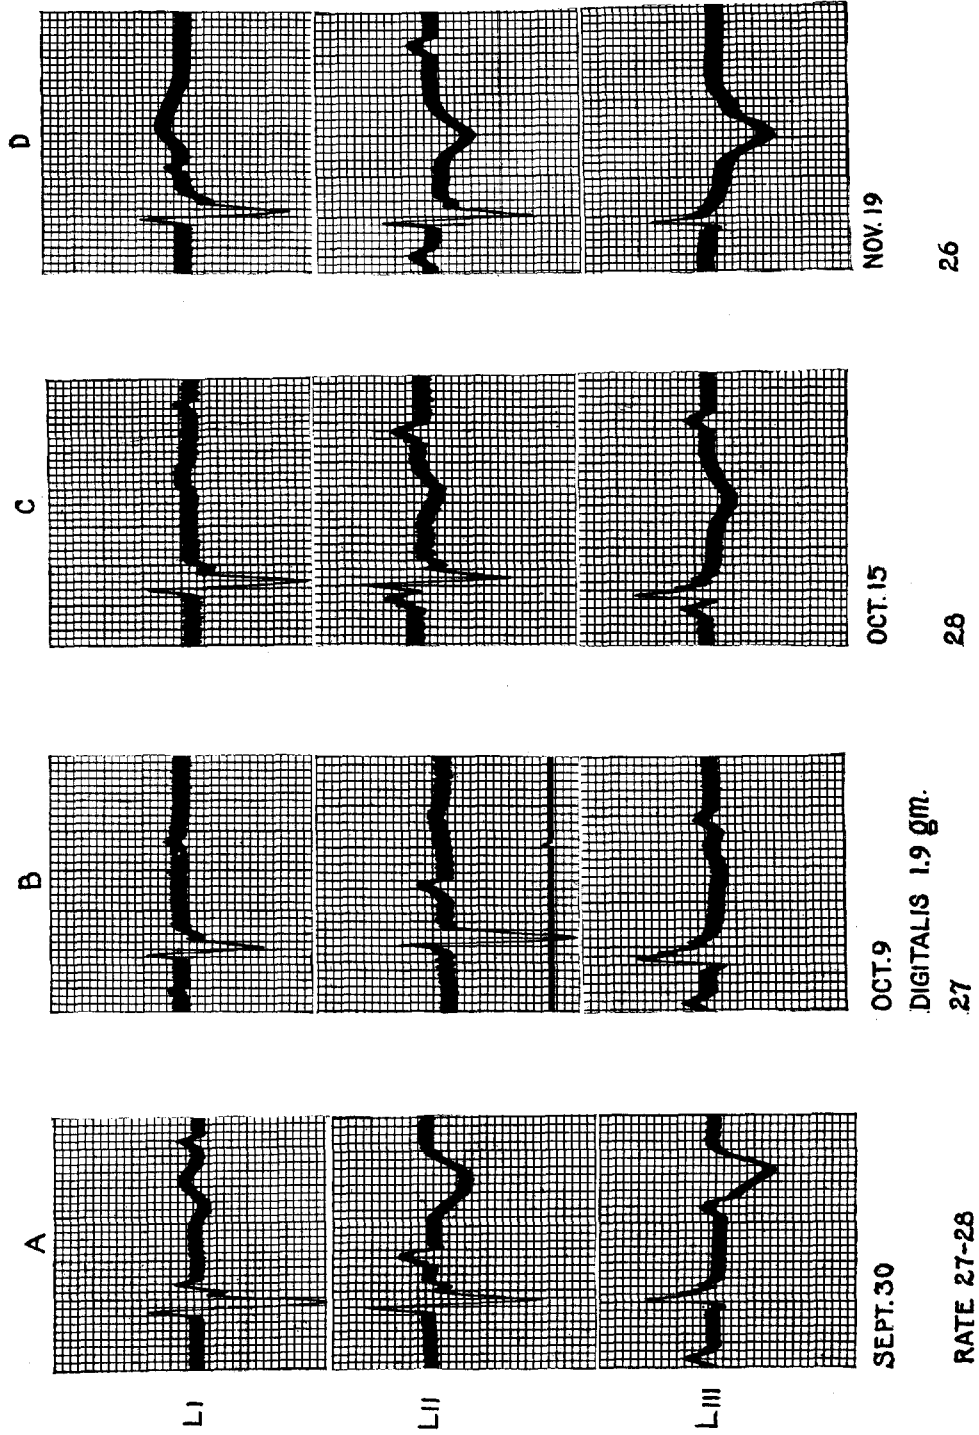 A B C D
LI
LII
LIII
SEPT. 30 OCT. 9 OCT. 15 NOV. 19
DIGITALIS 1.9 gm.
RATE 27-28 27 28 26